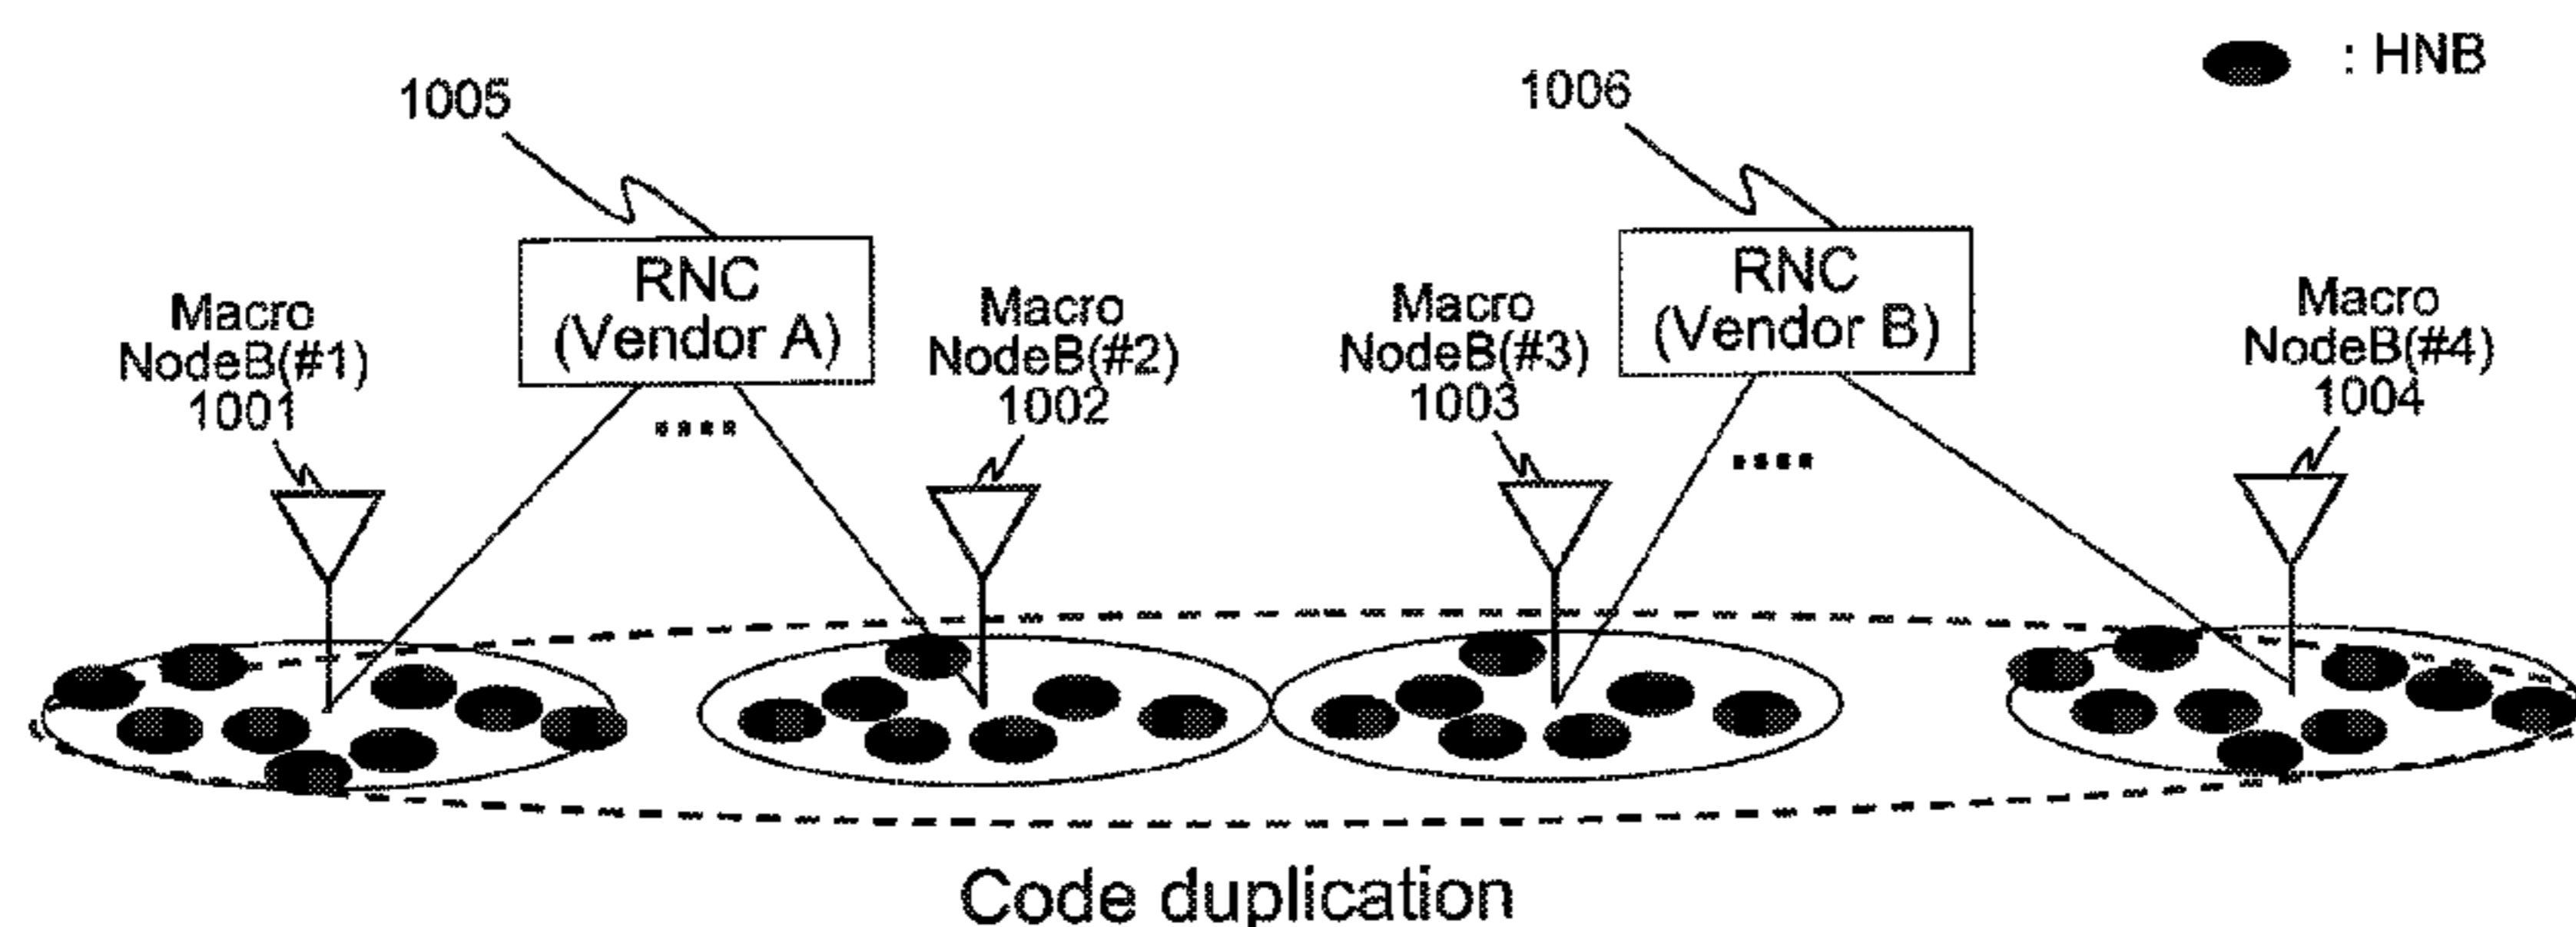 : HNB
1005
1006
RNC
(Vendor A)
RNC
(Vendor B)
Macro
NodeB(#1)
1001
Macro
NodeB(#2)
1002
Macro
NodeB(#3)
1003
Macro
NodeB(#4)
1004
Code duplication